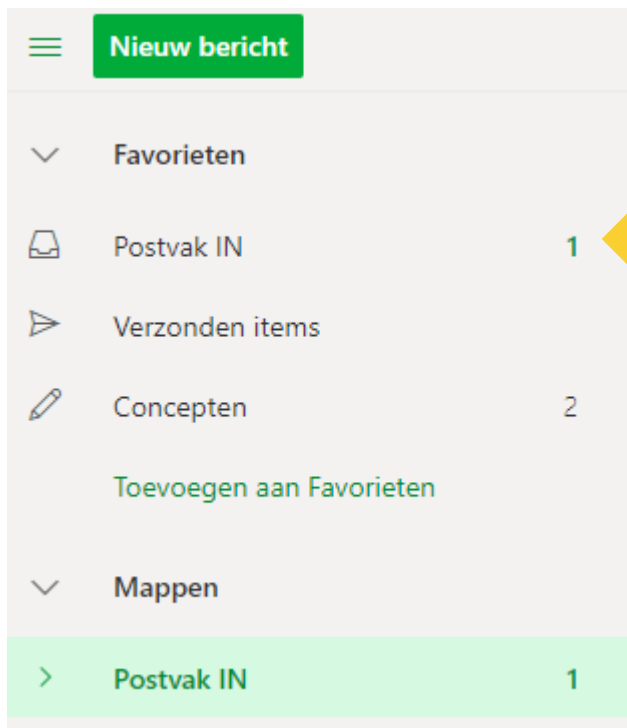 Nieuw bericht
Favorieten
Postvak IN 1
Verzonden items
Concepten 2
Toevoegen aan Favorieten
Mappen
Postvak IN 1